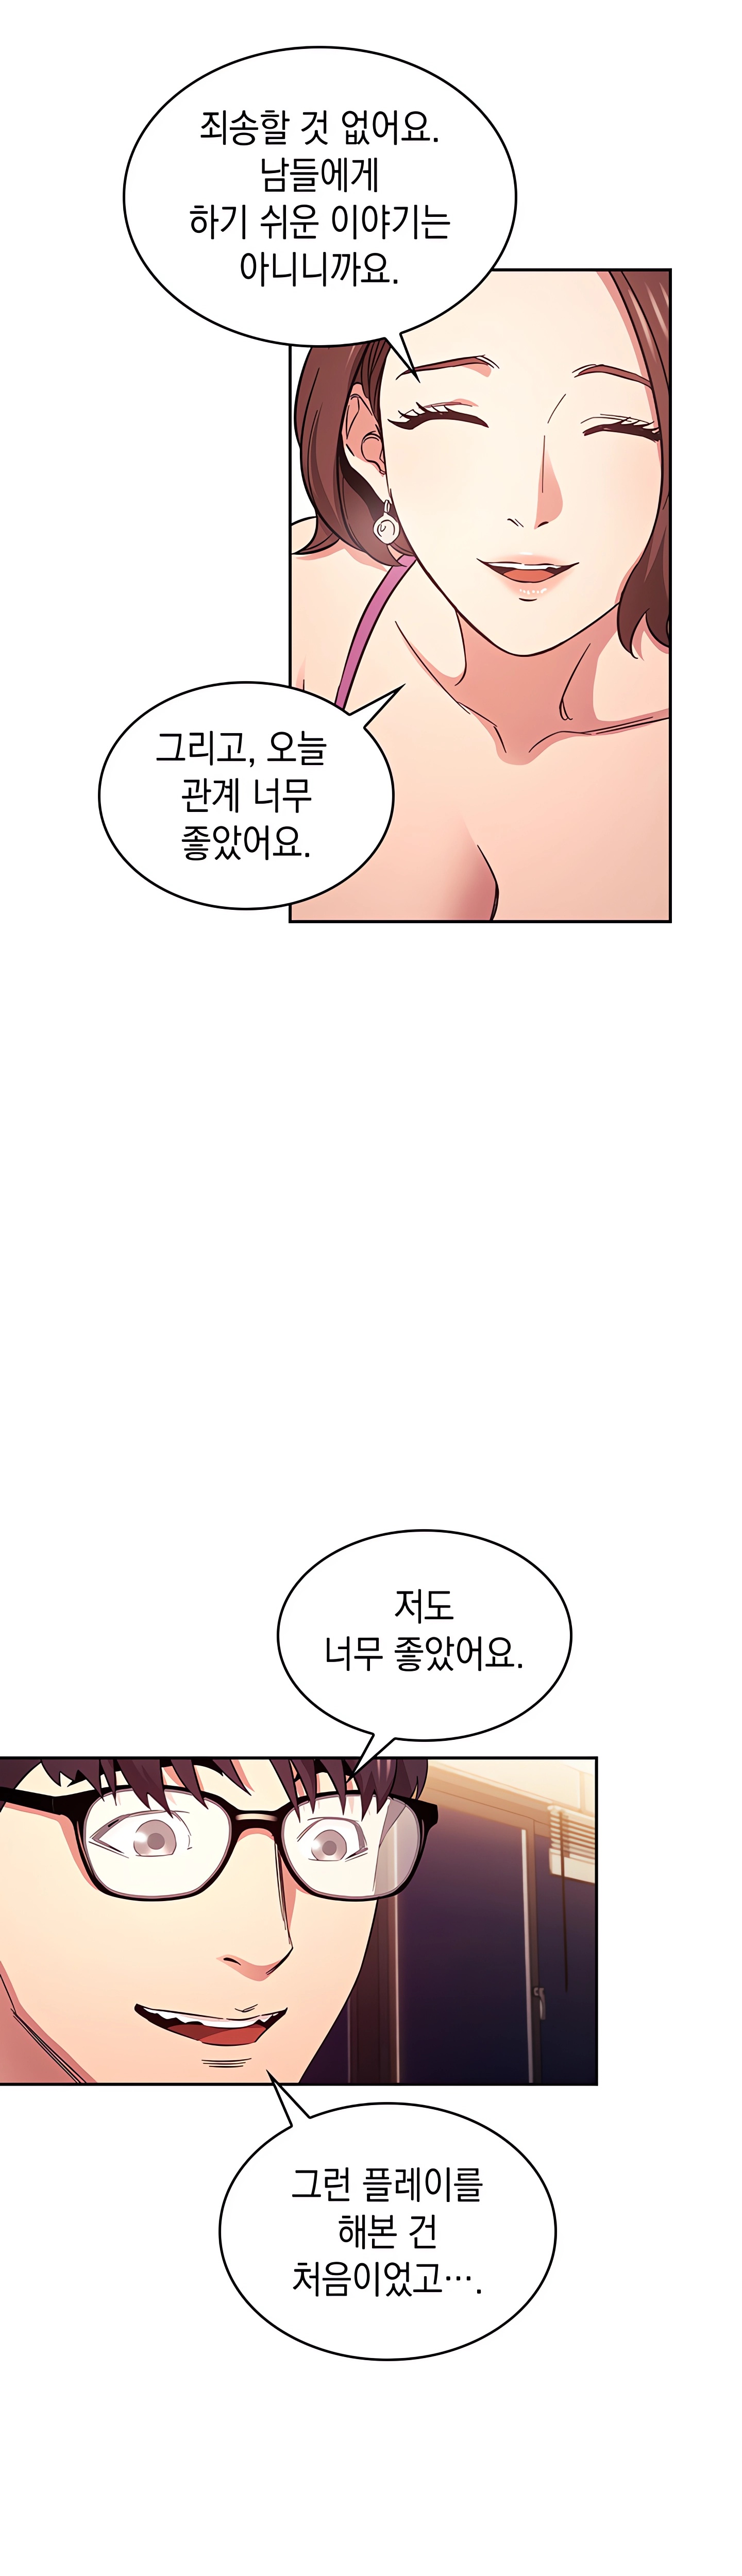 죄송할 것 없어요.
남들에게
하기 쉬운 이야기는
아니니까요.
그리고, 오늘
관계 너무
좋았어요.
저도
너무 좋았어요.
그런 플레이를
해본 건
처음이었고….